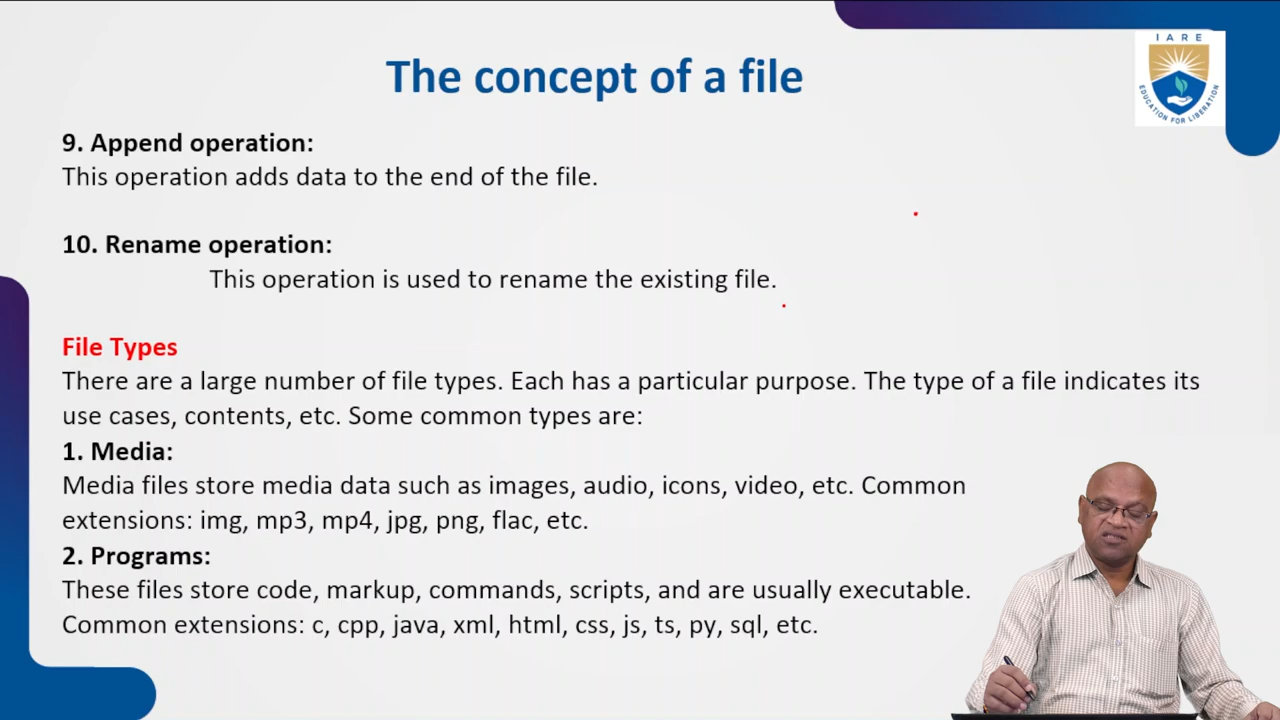 The concept of a file
IARE
EDUCATION FOR LIBERATION
9. Append operation:
This operation adds data to the end of the file.
10. Rename operation:
This operation is used to rename the existing file.
File Types
There are a large number of file types. Each has a particular purpose. The type of a file indicates its
use cases, contents, etc. Some common types are:
1. Media:
Media files store media data such as images, audio, icons, video, etc. Common
extensions: img, mp3, mp4, jpg, png, flac, etc.
2. Programs:
These files store code, markup, commands, scripts, and are usually executable.
Common extensions: c, cpp, java, xml, html, css, js, ts, py, sql, etc.